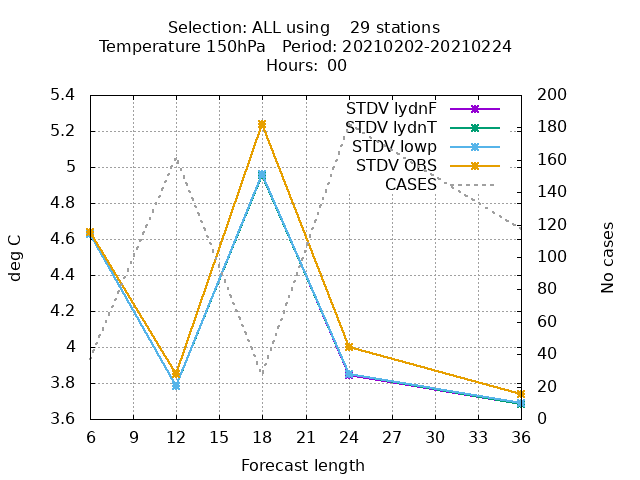 Selection: ALL using    29 stations
Temperature 150hPa   Period: 20210202-20210224
Hours:  00
STDV lydnF
STDV lydnT
STDV lowp
STDV OBS
CASES
deg C
5.4
5.2
5
4.8
4.6
4.4
4.2
4
3.8
3.6
200
180
160
140
120
100
80
60
40
20
0
No cases
6 9 12 15 18 21 24 27 30 33 36
Forecast length